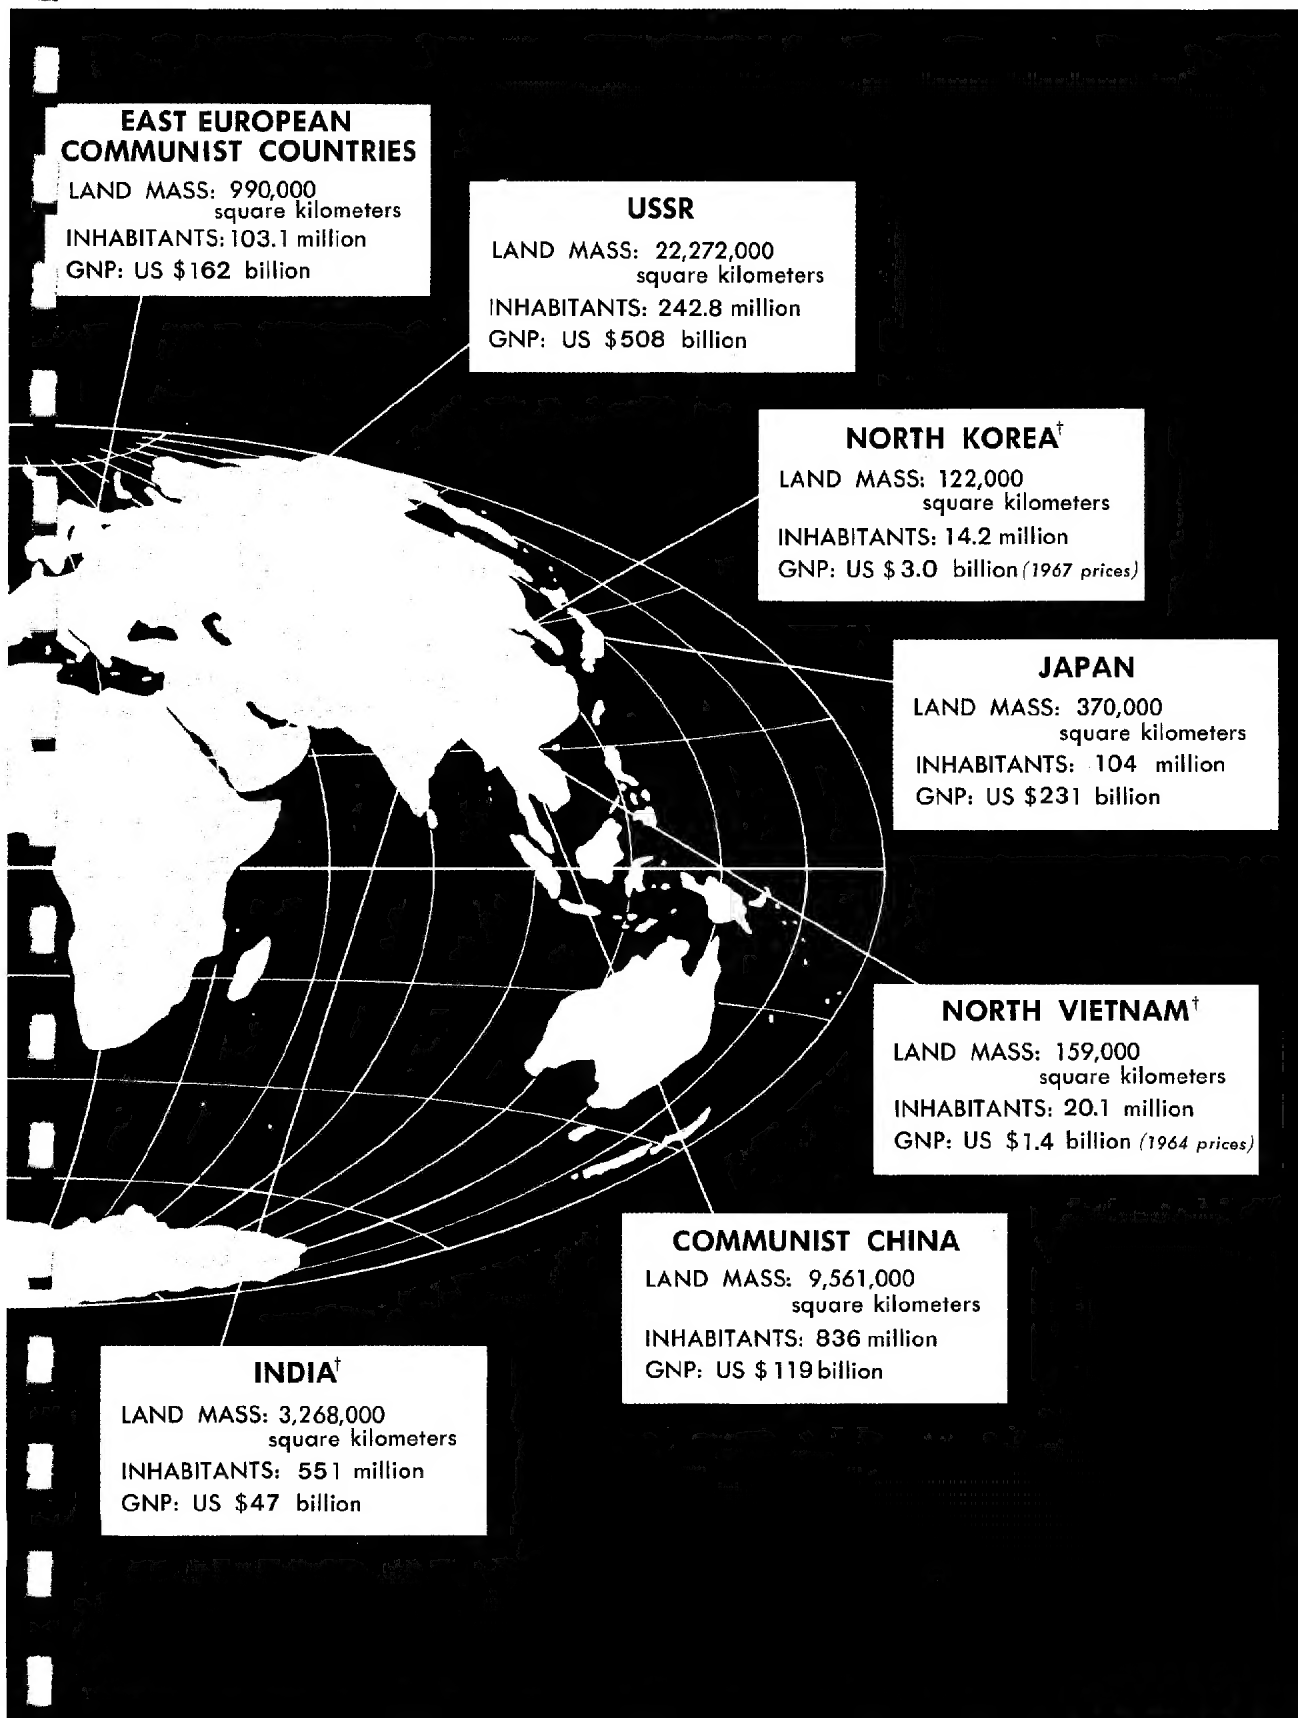 EAST EUROPEAN
COMMUNIST COUNTRIES
LAND MASS: 990,000
square kilometers
INHABITANTS: 103.1 million
GNP: US $162 billion
USSR
LAND MASS: 22,272,000
square kilometers
INHABITANTS: 242.8 million
GNP: US $508 billion
NORTH KOREA†
LAND MASS: 122,000
square kilometers
INHABITANTS: 14.2 million
GNP: US $3.0 billion (1967 prices)
JAPAN
LAND MASS: 370,000
square kilometers
INHABITANTS: 104 million
GNP: US $231 billion
NORTH VIETNAM†
LAND MASS: 159,000
square kilometers
INHABITANTS: 20.1 million
GNP: US $1.4 billion (1964 prices)
COMMUNIST CHINA
LAND MASS: 9,561,000
square kilometers
INHABITANTS: 836 million
GNP: US $119 billion
INDIA†
LAND MASS: 3,268,000
square kilometers
INHABITANTS: 551 million
GNP: US $47 billion